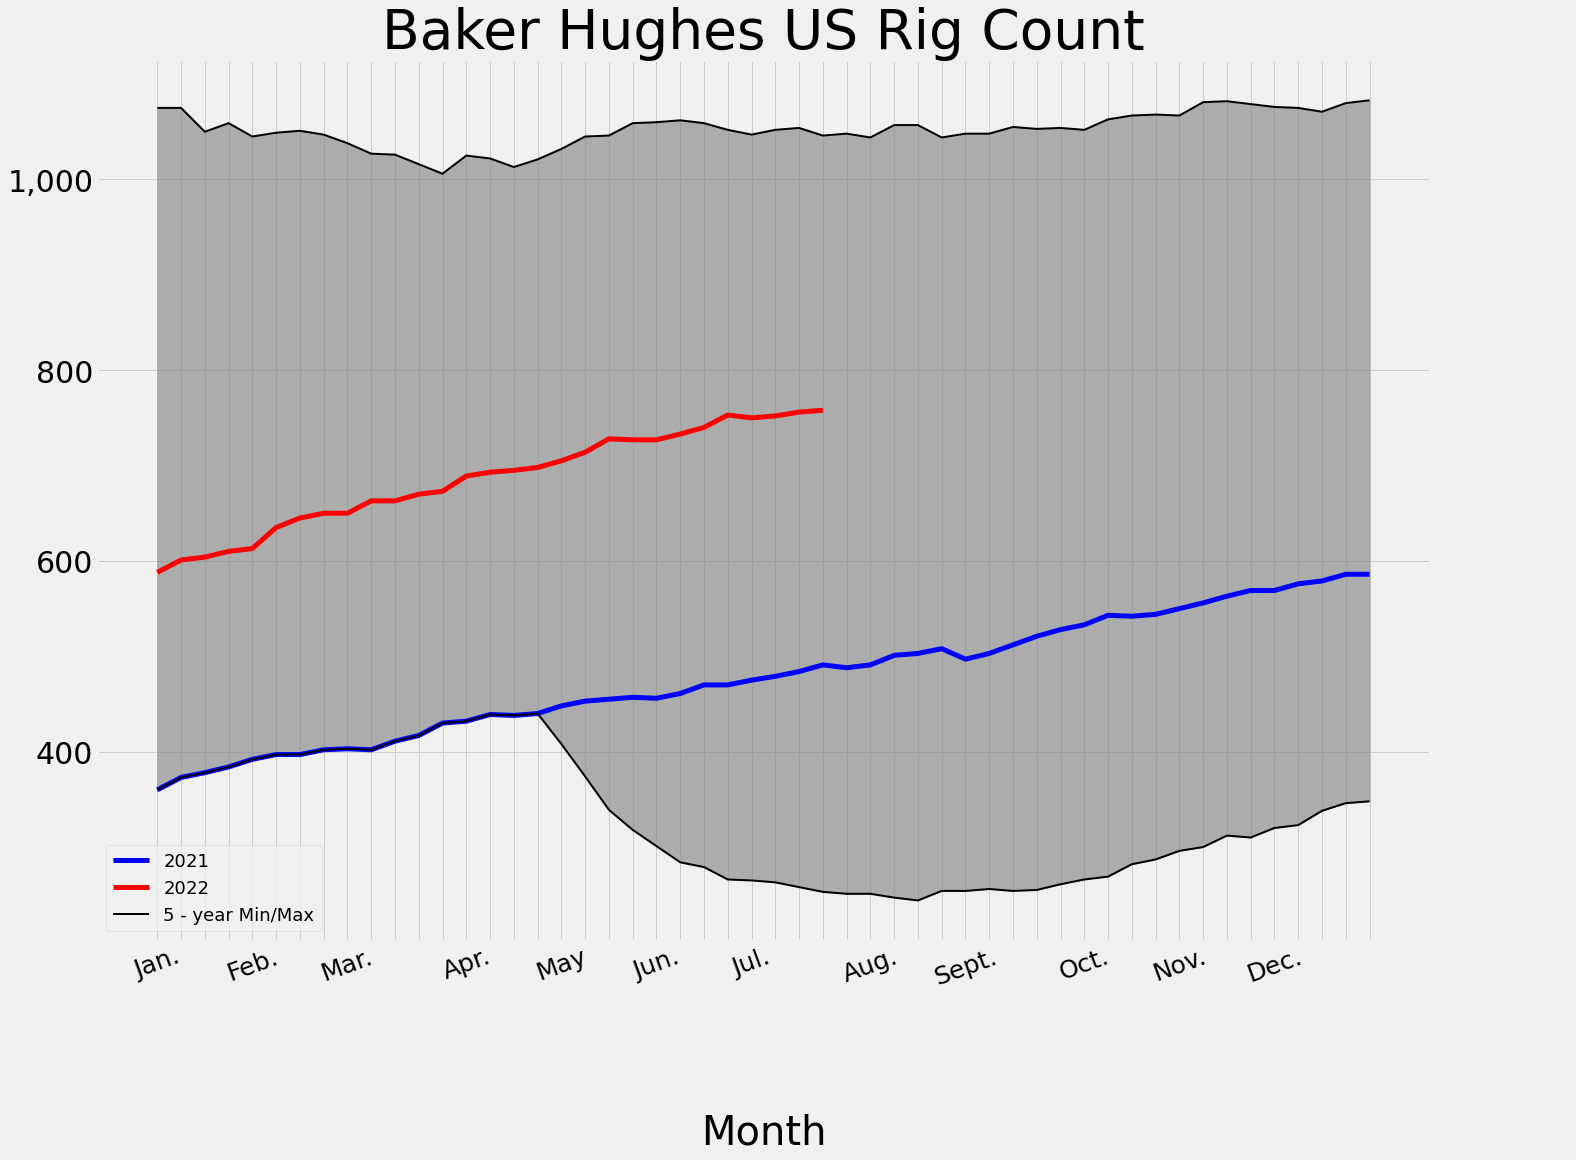 Baker Hughes US Rig Count
1,000
800
600
400
2021
2022
5 - year Min/Max
Jan.
Feb.
Mar.
Apr.
May
Jun.
Jul.
Aug.
Sept.
Oct.
Nov.
Dec.
Month